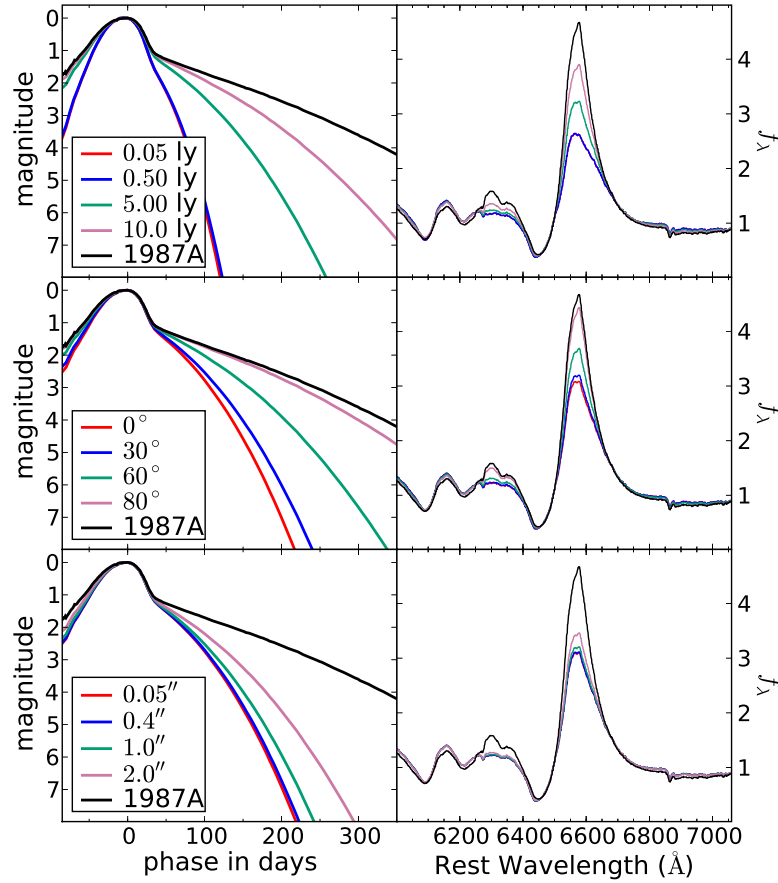 0
1
2
3
4
5
6
7
magnitude
0.05 ly
0.50 ly
5.00 ly
10.0 ly
1987A
4
3
2
1
fλ
0
1
2
3
4
5
6
7
magnitude
0°
30°
60°
80°
1987A
4
3
2
1
fλ
0
1
2
3
4
5
6
7
magnitude
0.05″
0.4″
1.0″
2.0″
1987A
4
3
2
1
fλ
0 100 200 300
phase in days
6200 6400 6600 6800 7000
Rest Wavelength (Å)